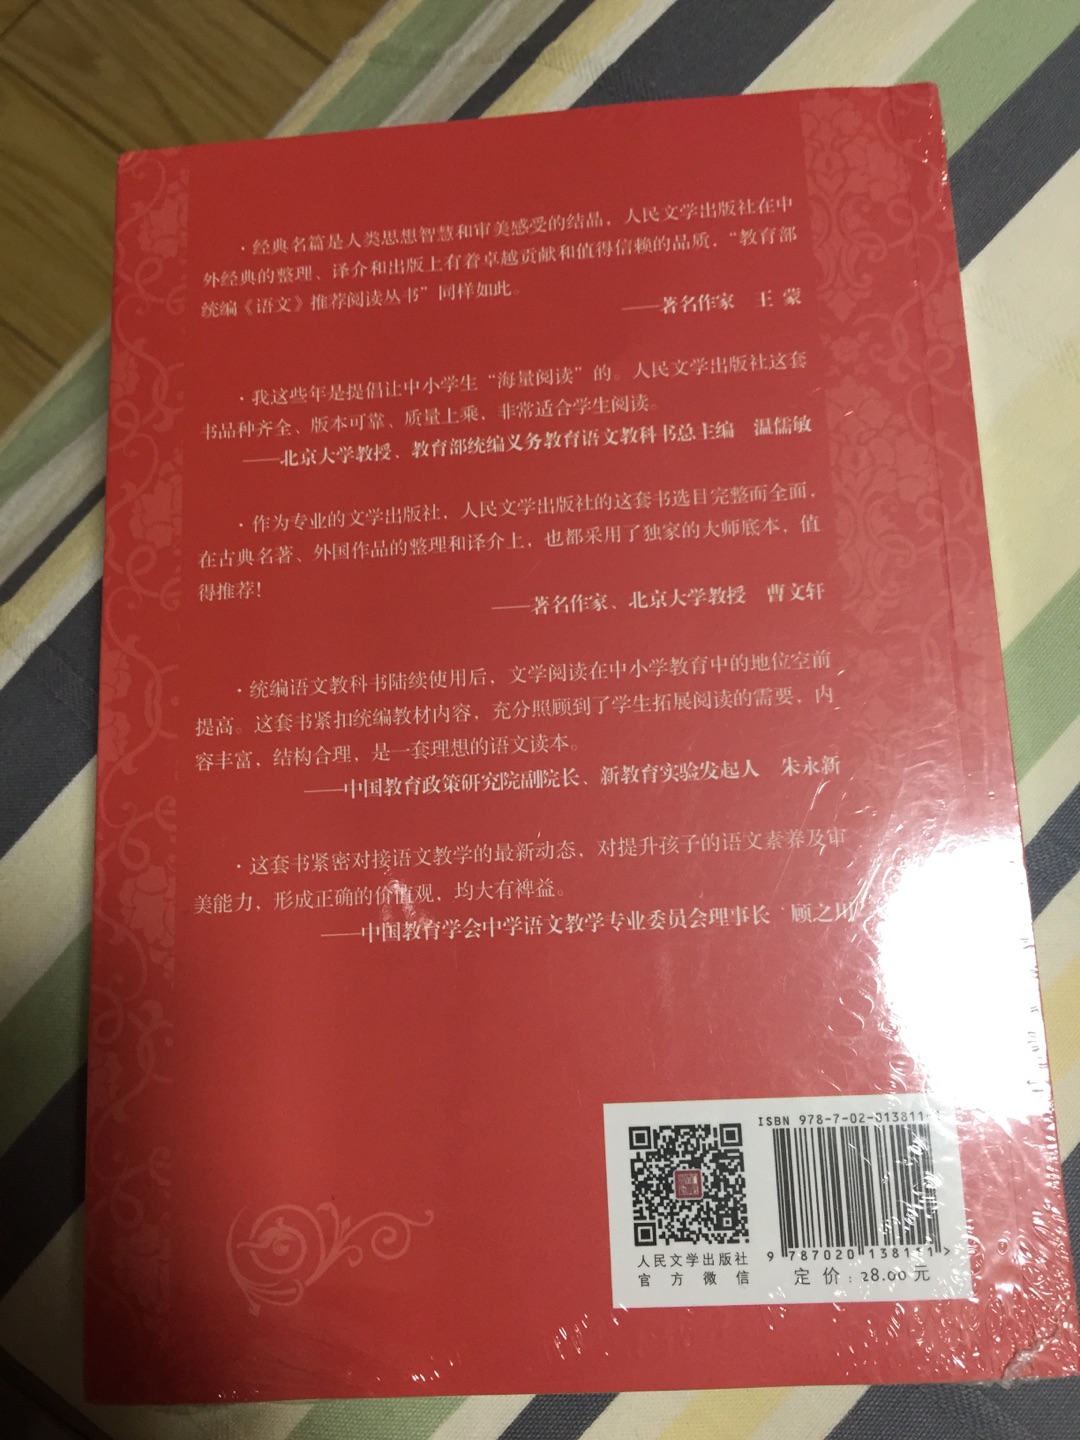 · 经典名篇是人类思想智慧和审美感受的结晶，人民文学出版社在中
外经典的整理、译介和出版上有着卓越贡献和值得信赖的品质，“教育部
统编《语文》推荐阅读丛书”同样如此。
——著名作家 王 蒙
· 我这些年是提倡让中小学生“海量阅读”的。人民文学出版社这套
书品种齐全、版本可靠、质量上乘，非常适合学生阅读。
——北京大学教授、教育部统编义务教育语文教科书总主编 温儒敏
· 作为专业的文学出版社，人民文学出版社的这套书选目完整而全面，
在古典名著、外国作品的整理和译介上，也都采用了独家的大师底本，值
得推荐！
——著名作家、北京大学教授 曹文轩
· 统编语文教科书陆续使用后，文学阅读在中小学教育中的地位空前
提高。这套书紧扣统编教材内容，充分照顾到了学生拓展阅读的需要，内
容丰富，结构合理，是一套理想的语文读本。
——中国教育政策研究院副院长、新教育实验发起人 朱永新
· 这套书紧密对接语文教学的最新动态，对提升孩子的语文素养及审
美能力，形成正确的价值观，均大有裨益。
——中国教育学会中学语文教学专业委员会理事长 顾之川
ISBN 978-7-02-013811-
人民文学出版社
官方微信
9 787020 138111 >
定价：28.00 元